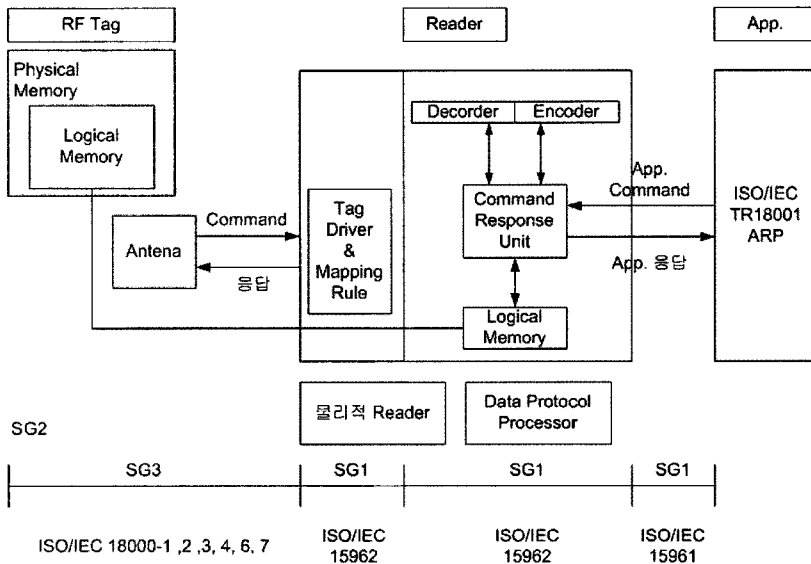 RF Tag
Reader
App.
Physical
Memory
Logical
Memory
Decorder
Encoder
Tag
Driver
&
Mapping
Rule
Command
Response
Unit
Logical
Memory
App.
Command
App. 응답
ISO/IEC
TR18001
ARP
Antena
Command
응답
물리적 Reader
Data Protocol
Processor
SG2
SG3
SG1
SG1
SG1
ISO/IEC 18000-1 ,2 ,3, 4, 6, 7
ISO/IEC
15962
ISO/IEC
15962
ISO/IEC
15961